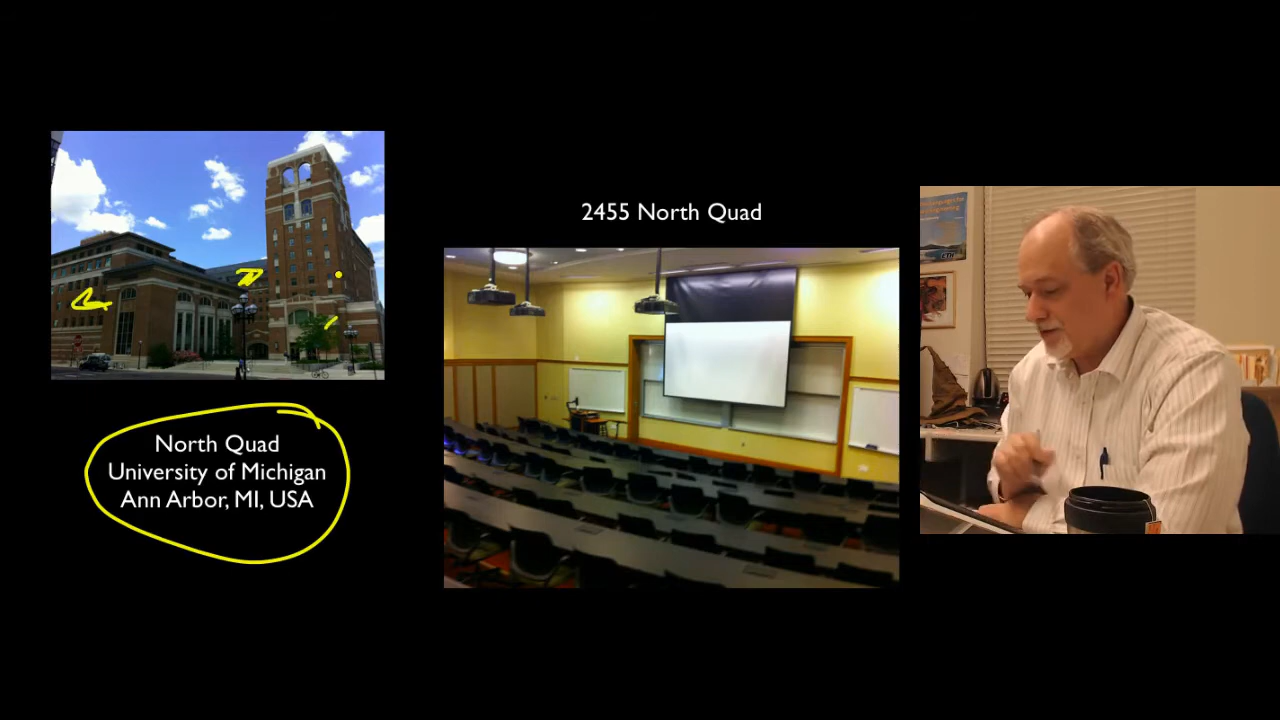 North Quad
University of Michigan
Ann Arbor, MI, USA
2455 North Quad